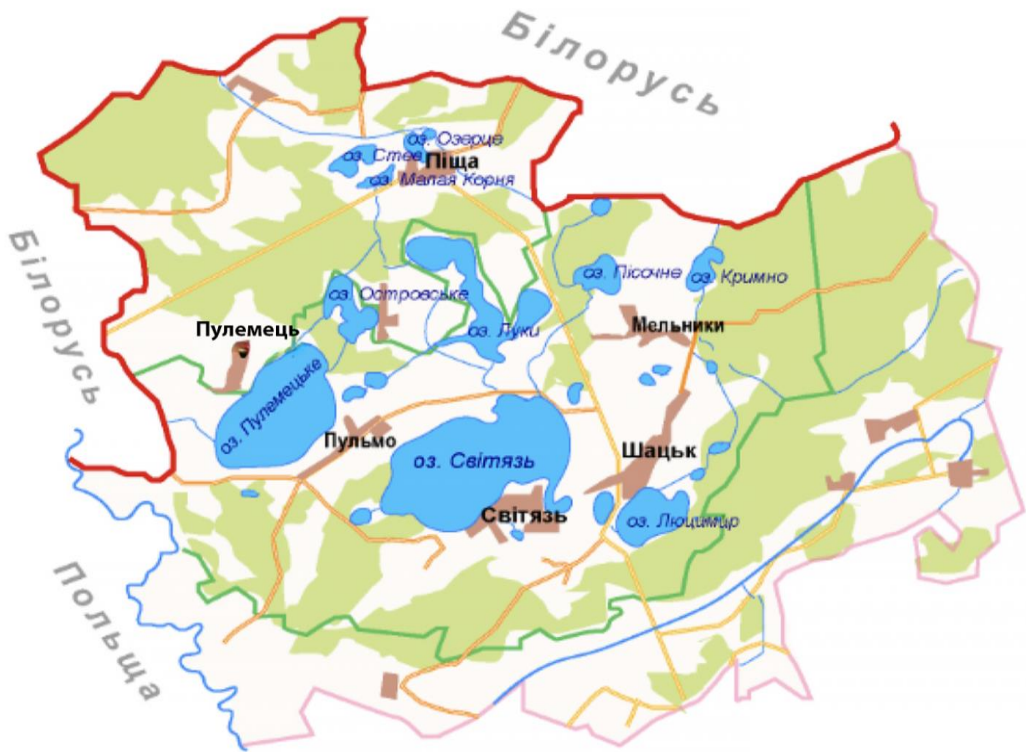 Білорусь
оз. Озерце
оз. Стев
Піща
оз. Малая Корня
Білорусь
оз. Пісочне
оз. Кримно
оз. Островське
оз. Луки
Мельники
Пулемець
оз. Пулемецьке
Пульмо
оз. Світязь
Шацьк
Світязь
оз. Люцимир
Польща